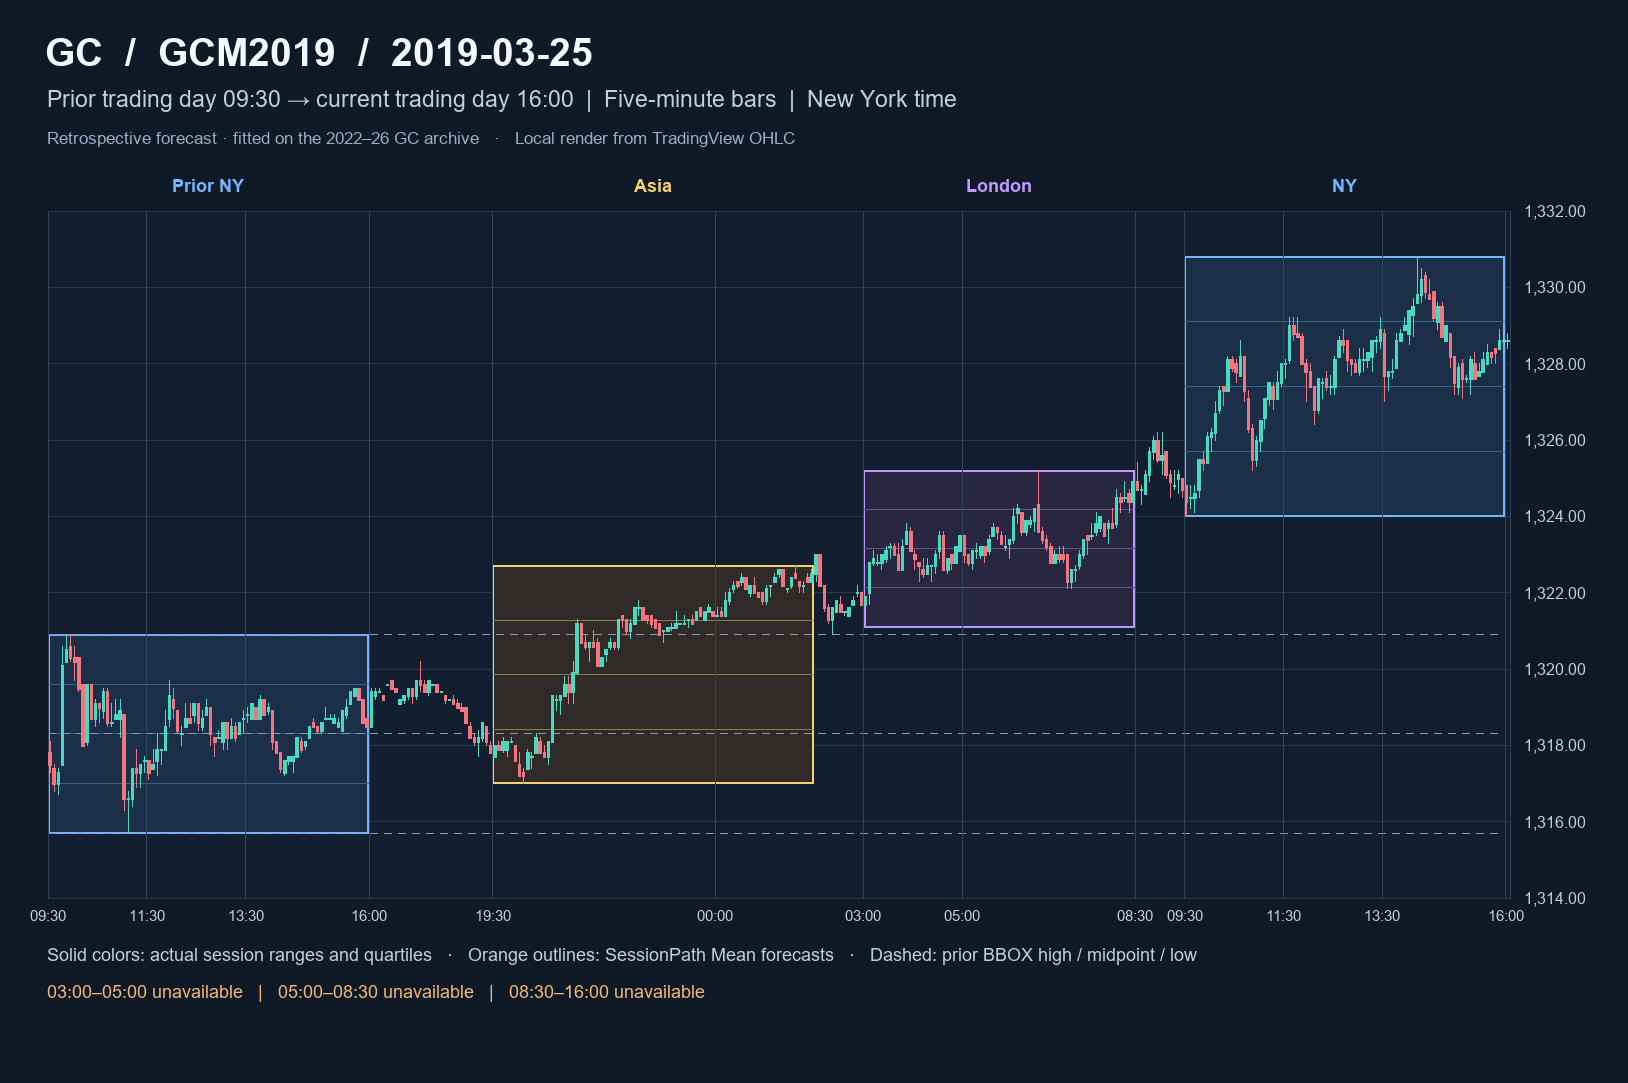 GC / GCM2019 / 2019-03-25
Prior trading day 09:30 → current trading day 16:00 | Five-minute bars | New York time
Retrospective forecast · fitted on the 2022–26 GC archive · Local render from TradingView OHLC
Prior NY Asia London NY
1,332.00
1,330.00
1,328.00
1,326.00
1,324.00
1,322.00
1,320.00
1,318.00
1,316.00
1,314.00
09:30 11:30 13:30 16:00 19:30 00:00 03:00 05:00 08:30 09:30 11:30 13:30 16:00
Solid colors: actual session ranges and quartiles · Orange outlines: SessionPath Mean forecasts · Dashed: prior BBOX high / midpoint / low
03:00–05:00 unavailable | 05:00–08:30 unavailable | 08:30–16:00 unavailable